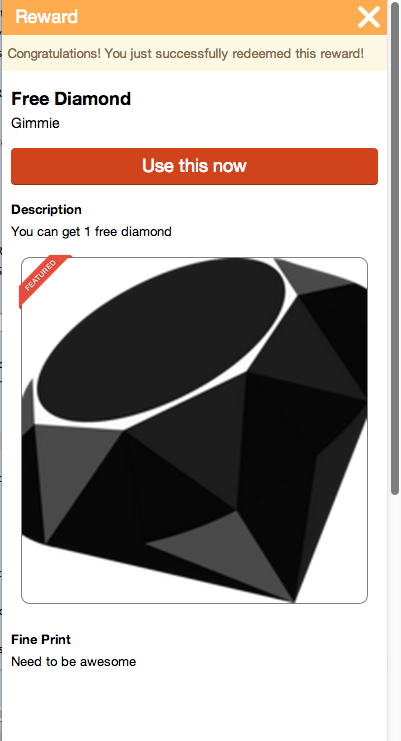 Reward
Congratulations! You just successfully redeemed this reward!
Free Diamond
Gimmie
Use this now
Description
You can get 1 free diamond
FEATURED
Fine Print
Need to be awesome